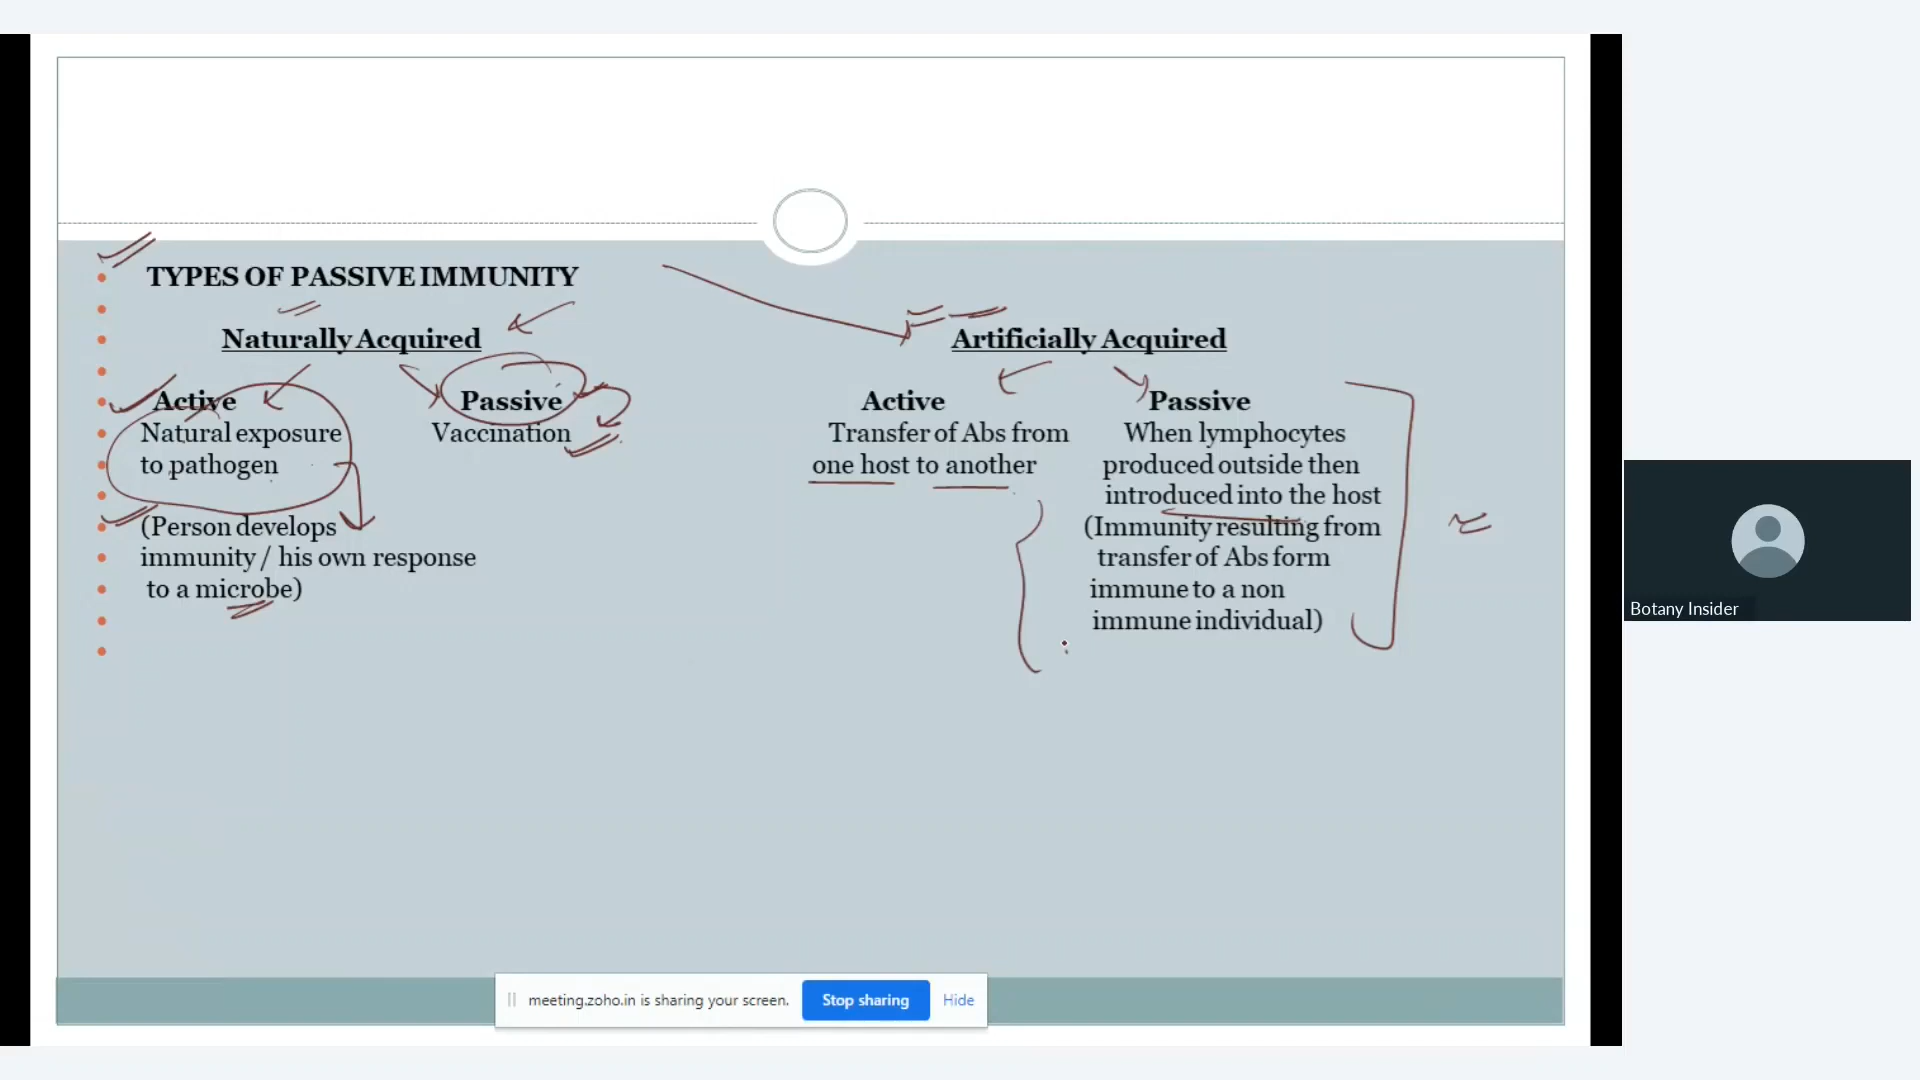 TYPES OF PASSIVE IMMUNITY
Naturally Acquired
Artificially Acquired
Active
Natural exposure
to pathogen
(Person develops
immunity / his own response
to a microbe)
Passive
Vaccination
Active
Transfer of Abs from
one host to another
Passive
When lymphocytes
produced outside then
introduced into the host
(Immunity resulting from
transfer of Abs form
immune to a non
immune individual)
Botany Insider
meeting.zoho.in is sharing your screen.
Stop sharing
Hide